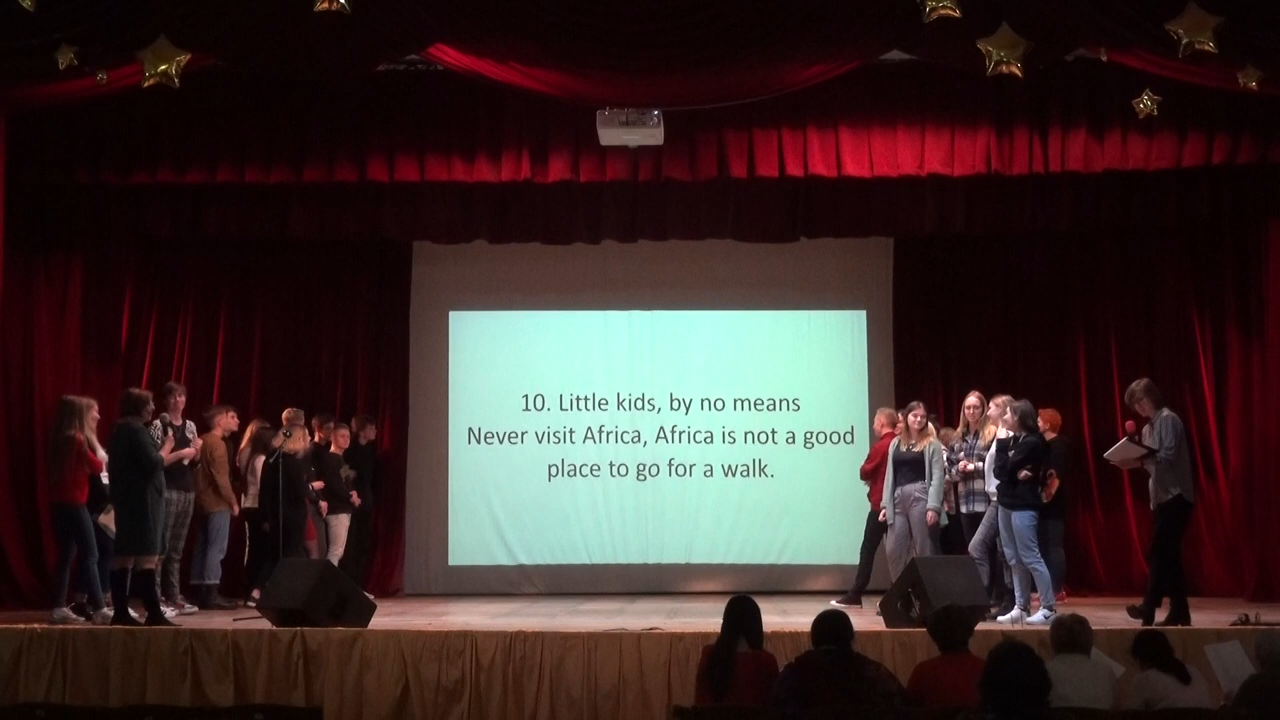 10. Little kids, by no means
Never visit Africa, Africa is not a good
place to go for a walk.